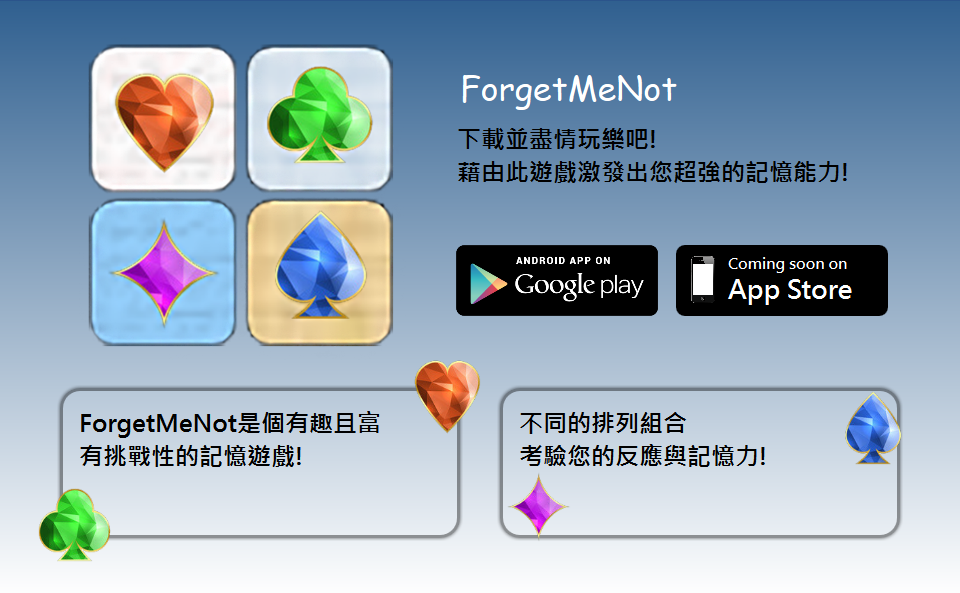 ForgetMeNot
下載並盡情玩樂吧!
藉由此遊戲激發出您超強的記憶能力!
ANDROID APP ON
Google play
Coming soon on
App Store
ForgetMeNot是個有趣且富
有挑戰性的記憶遊戲!
不同的排列組合
考驗您的反應與記憶力!